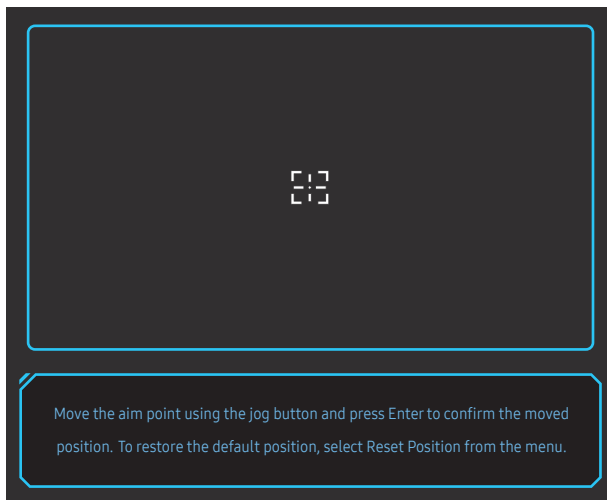 Move the aim point using the jog button and press Enter to confirm the moved
position. To restore the default position, select Reset Position from the menu.